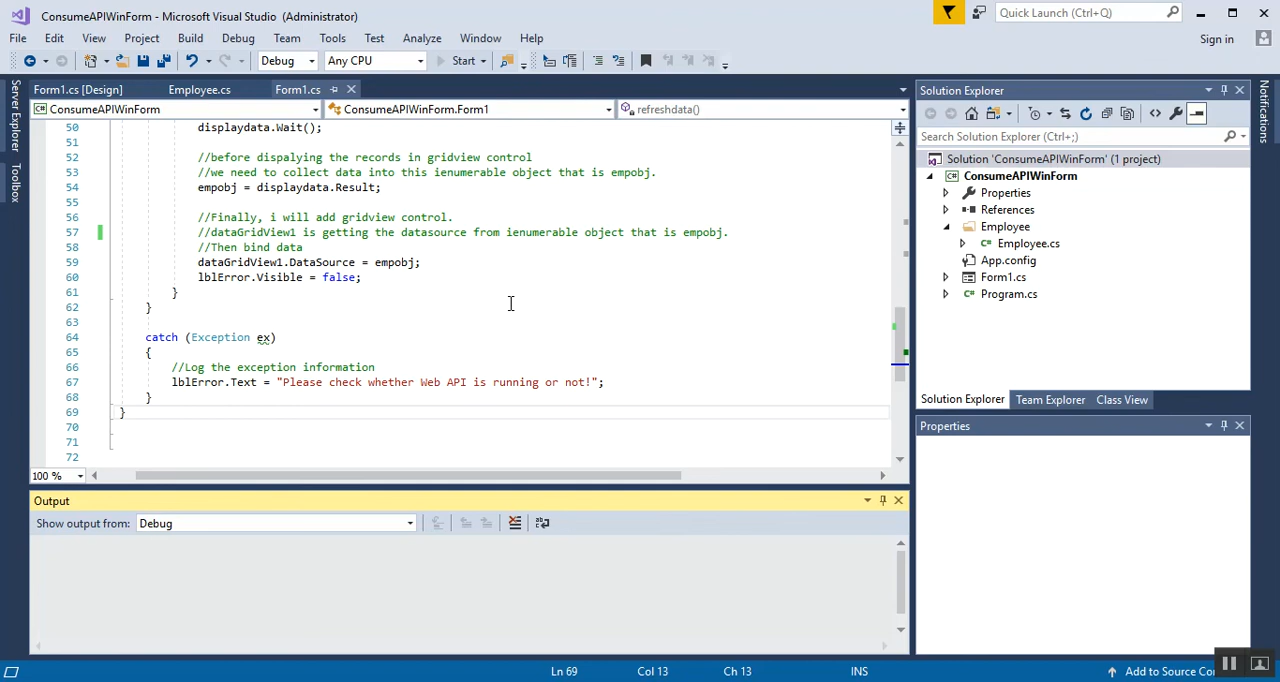 ConsumeAPIWinForm - Microsoft Visual Studio (Administrator)
Quick Launch (Ctrl+Q)
File Edit View Project Build Debug Team Tools Test Analyze Window Help
Sign in
Debug Any CPU Start
Server Explorer
Toolbox
Form1.cs [Design] Employee.cs Form1.cs
ConsumeAPIWinForm ConsumeAPIWinForm.Form1 refreshdata()
50 displaydata.Wait();
51
52 //before dispalying the records in gridview control
53 //we need to collect data into this ienumerable object that is empobj.
54 empobj = displaydata.Result;
55
56 //Finally, i will add gridview control.
57 //dataGridView1 is getting the datasource from ienumerable object that is empobj.
58 //Then bind data
59 dataGridView1.DataSource = empobj;
60 lblError.Visible = false;
61 }
62 }
63
64 catch (Exception ex)
65 {
66 //Log the exception information
67 lblError.Text = "Please check whether Web API is running or not!";
68 }
69 }
70
71
72
100 %
Output
Show output from: Debug
Solution Explorer
Search Solution Explorer (Ctrl+;)
Solution 'ConsumeAPIWinForm' (1 project)
ConsumeAPIWinForm
Properties
References
Employee
Employee.cs
App.config
Form1.cs
Program.cs
Solution Explorer Team Explorer Class View
Properties
Notifications
Ln 69 Col 13 Ch 13 INS Add to Source Co